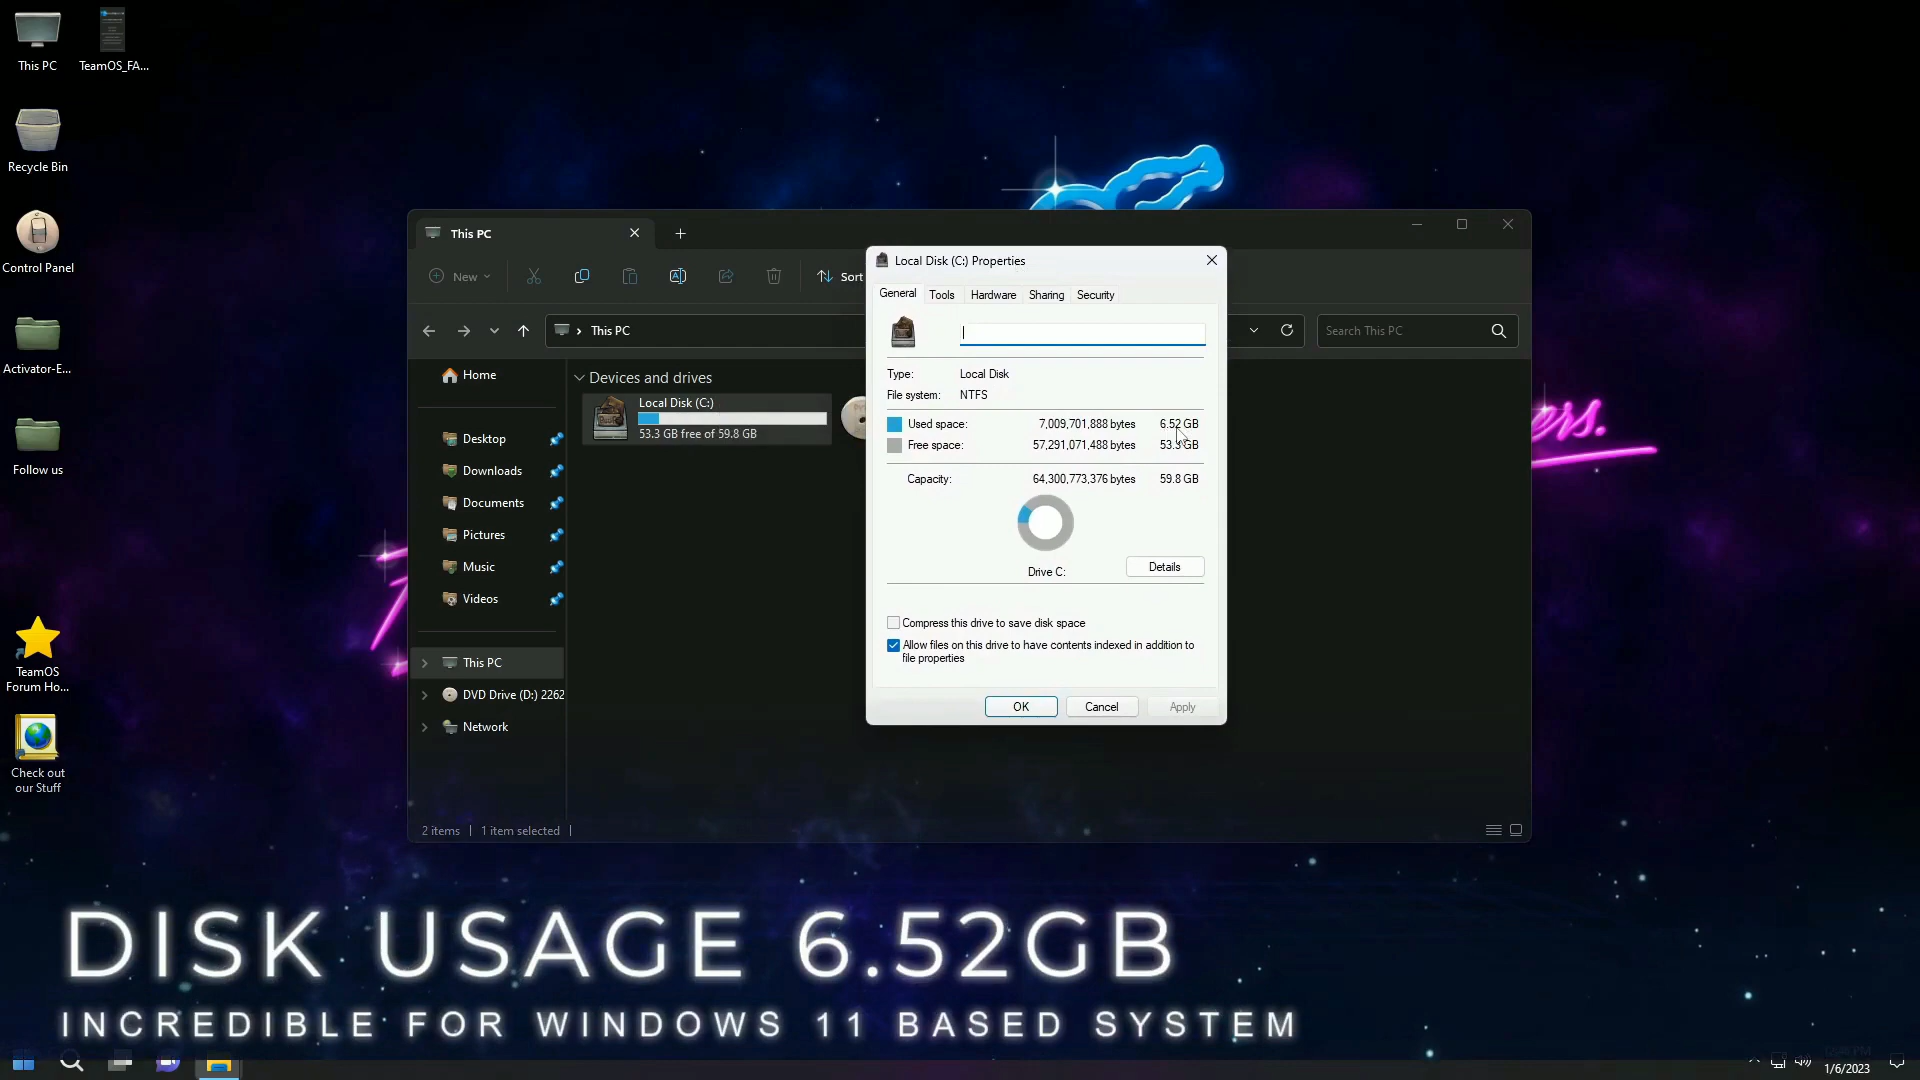 This PC
TeamOS_FA...
Recycle Bin
Control Panel
Activator-E...
Follow us
TeamOS
Forum Ho...
Check out
our Stuff
This PC
New
Sort
This PC
Search This PC
Home
Desktop
Downloads
Documents
Pictures
Music
Videos
This PC
DVD Drive (D:) 2262
Network
Devices and drives
Local Disk (C:)
53.3 GB free of 59.8 GB
2 items
1 item selected
Local Disk (C:) Properties
General Tools Hardware Sharing Security
Type: Local Disk
File system: NTFS
Used space: 7,009,701,888 bytes 6.52 GB
Free space: 57,291,071,488 bytes 53.3 GB
Capacity: 64,300,773,376 bytes 59.8 GB
Drive C:
Details
Compress this drive to save disk space
Allow files on this drive to have contents indexed in addition to
file properties
OK Cancel Apply
ers.
DISK USAGE 6.52GB
INCREDIBLE FOR WINDOWS 11 BASED SYSTEM
1/6/2023